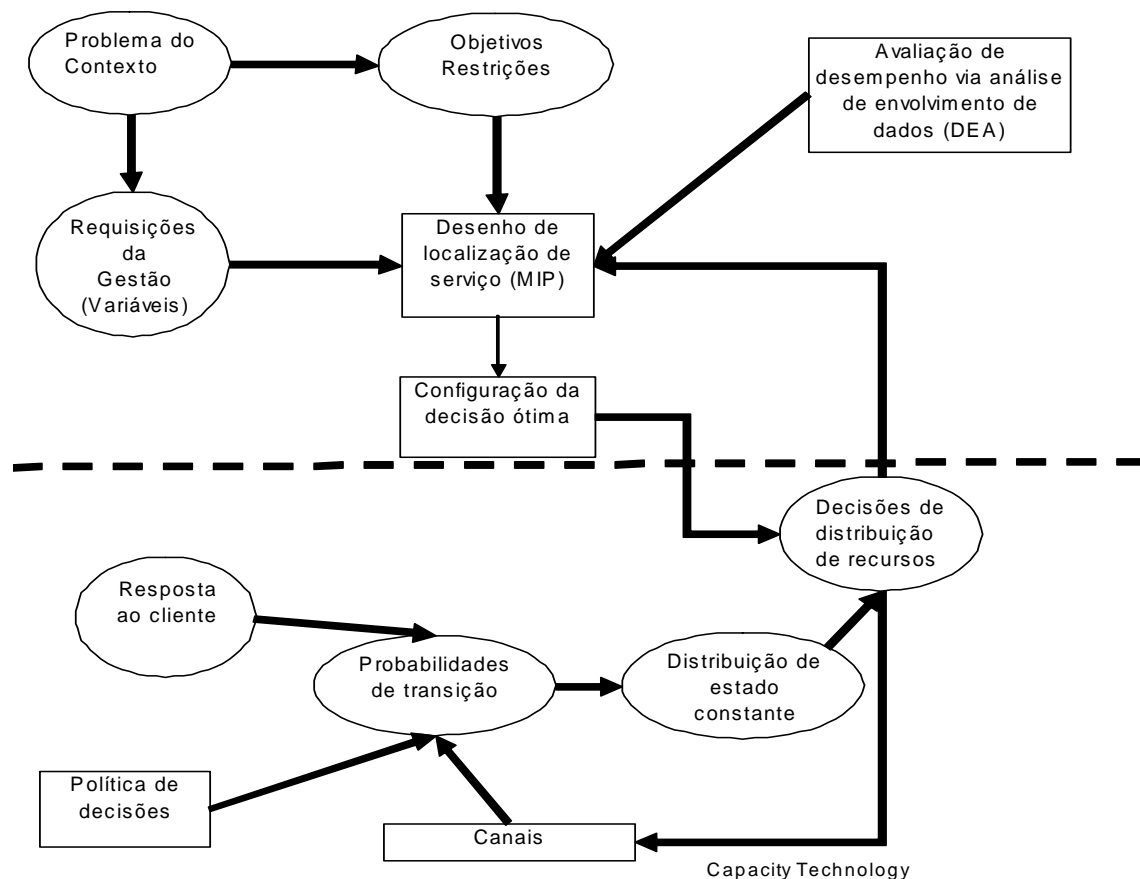 Problema do
Contexto
Objetivos
Restrições
Avaliação de
desempenho via análise
de envolvimento de
dados (DEA)
Requisições
da
Gestão
(Variáveis)
Desenho de
localização de
serviço (MIP)
Configuração da
decisão ótima
Decisões de
distribuição
de recursos
Resposta
ao cliente
Probabilidades
de transição
Distribuição de
estado
constante
Política de
decisões
Canais
Capacity Technology